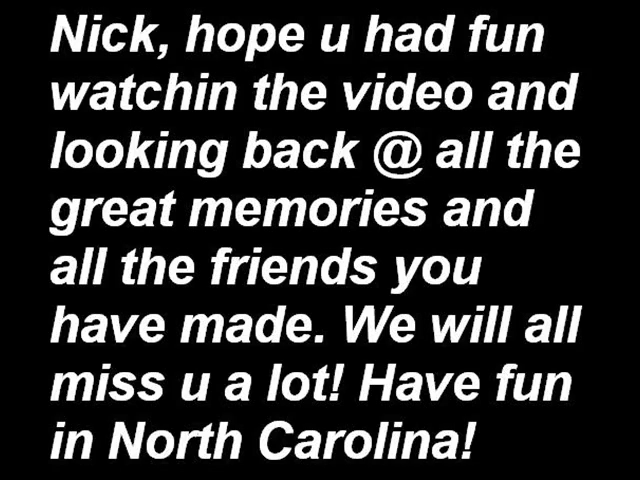 Nick, hope u had fun
watchin the video and
looking back @ all the
great memories and
all the friends you
have made. We will all
miss u a lot! Have fun
in North Carolina!